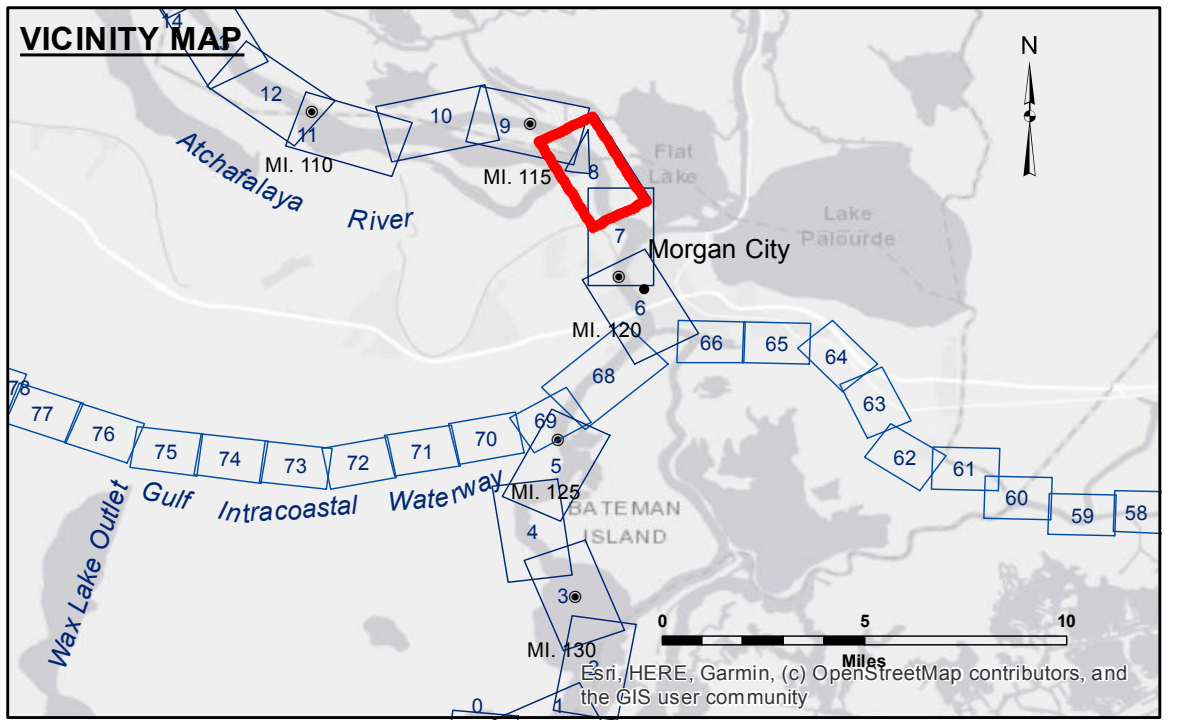 VICINITY MAP
N
14
12
11
MI. 110
10
9
MI. 115
8
Flat
Lake
Atchafalaya
River
7
Morgan City
Lake
Palourde
6
MI. 120
66
65
64
63
62
61
60
59
58
68
69
70
71
72
73
74
75
76
77
78
Gulf Intracoastal Waterway
Wax Lake Outlet
5
MI. 125
BATEMAN
ISLAND
4
3
MI. 130
2
1
0
0 5 10
Miles
Esri, HERE, Garmin, (c) OpenStreetMap contributors, and
the GIS user community